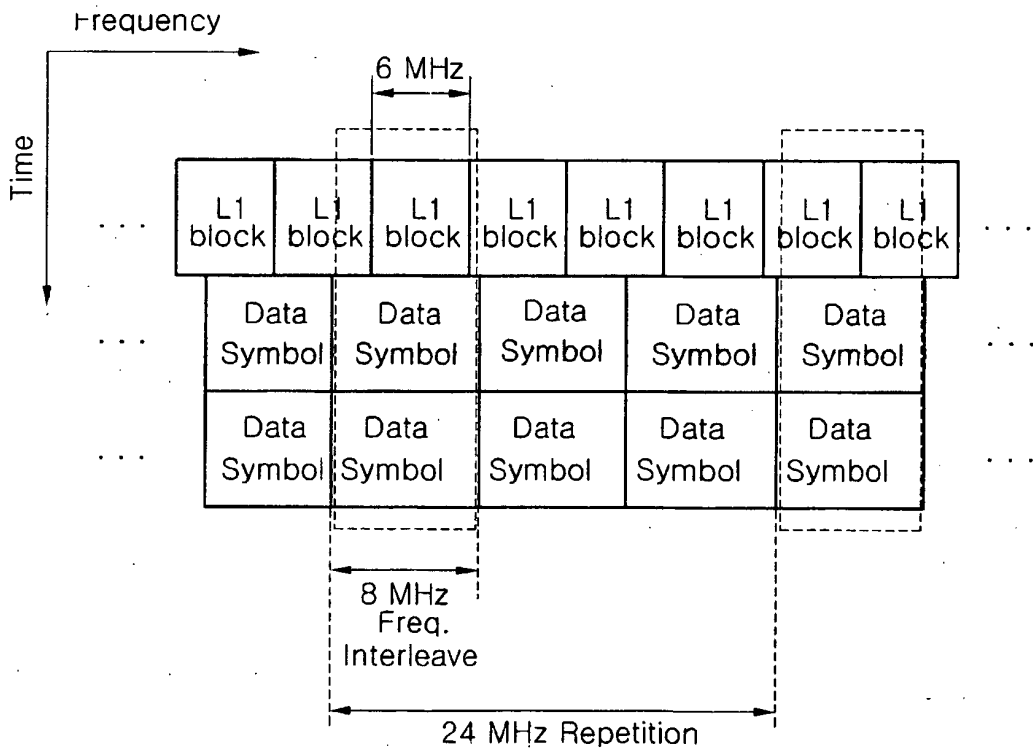 Frequency
6 MHz
Time
L1 L1 L1 L1 L1 L1 L1 L1
... block block block block block block block block ...
Data Data Data Data Data
... Symbol Symbol Symbol Symbol Symbol ...
Data Data Data Data Data
... Symbol Symbol Symbol Symbol Symbol ...
8 MHz
Freq.
Interleave
24 MHz Repetition